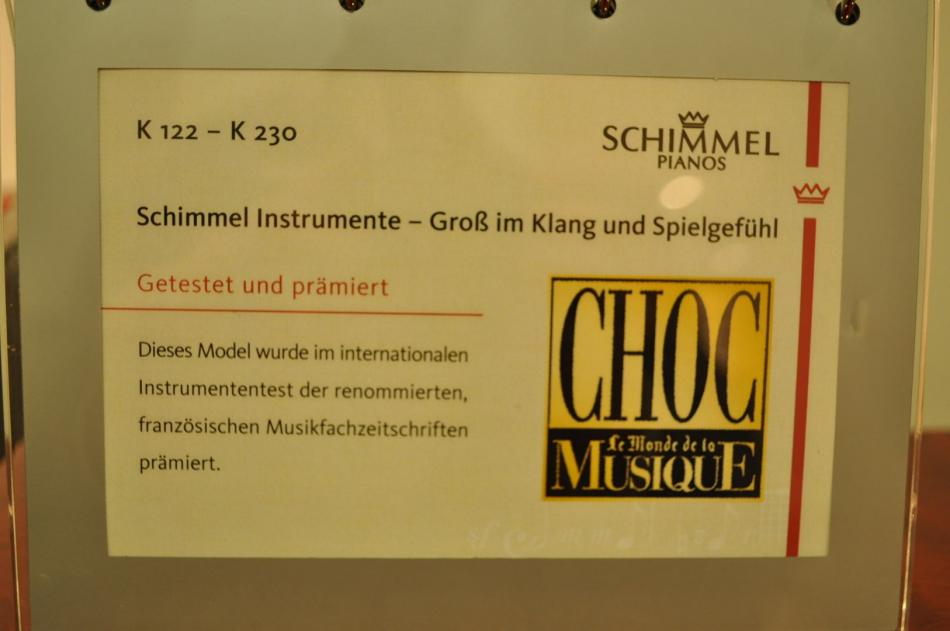 K 122 – K 230
SCHIMMEL
PIANOS
Schimmel Instrumente – Groß im Klang und Spielgefühl
Getestet und prämiert
Dieses Model wurde im internationalen
Instrumententest der renommierten,
französischen Musikfachzeitschriften
prämiert.
CHOC
Le Monde de la
MUSIQUE